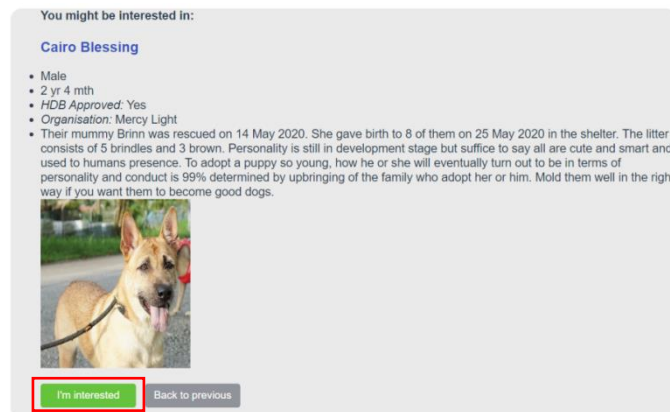 You might be interested in:
Cairo Blessing
• Male
• 2 yr 4 mth
• HDB Approved: Yes
• Organisation: Mercy Light
• Their mummy Brinn was rescued on 14 May 2020. She gave birth to 8 of them on 25 May 2020 in the shelter. The litter
consists of 5 brindles and 3 brown. Personality is still in development stage but suffice to say all are cute and smart and
used to humans presence. To adopt a puppy so young, how he or she will eventually turn out to be in terms of
personality and conduct is 99% determined by upbringing of the family who adopt her or him. Mold them well in the righ
way if you want them to become good dogs.
I'm interested
Back to previous